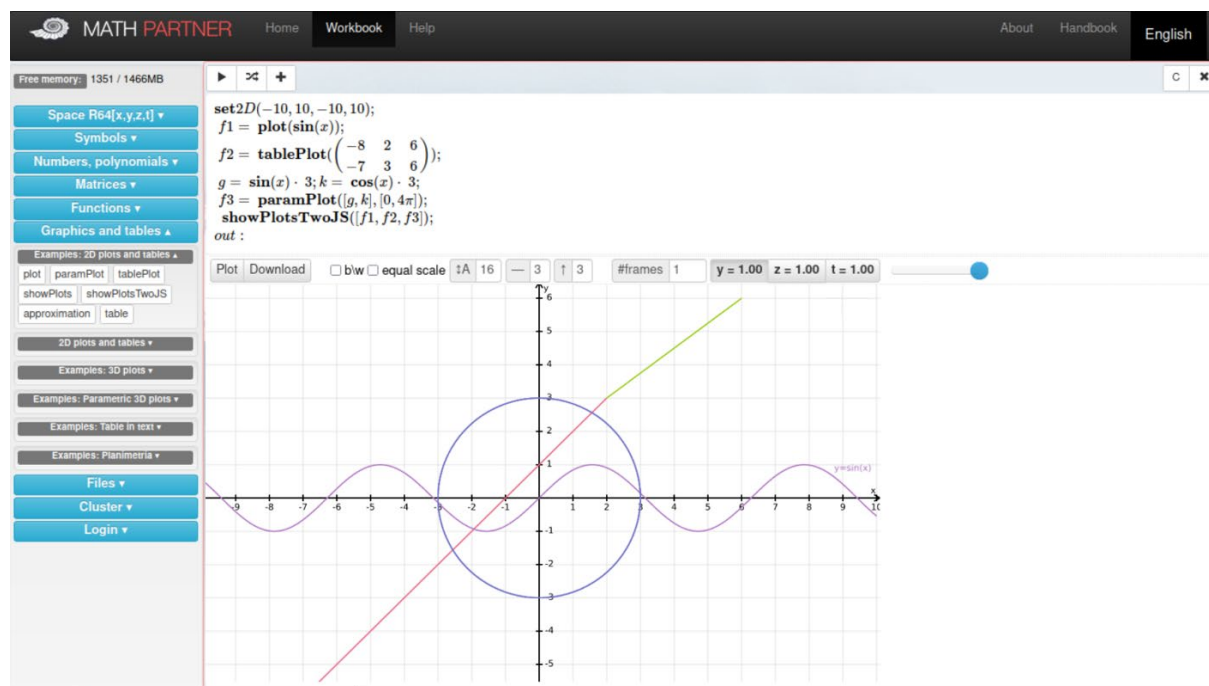 MATH PARTNER Home Workbook Help About Handbook English
Free memory: 1351 / 1466MB
C ✖
Space R64[x,y,z,t] ▾
Symbols ▾
Numbers, polynomials ▾
Matrices ▾
Functions ▾
Graphics and tables ▴
Examples: 2D plots and tables ▴
plot paramPlot tablePlot
showPlots showPlotsTwoJS
approximation table
2D plots and tables ▾
Examples: 3D plots ▾
Examples: Parametric 3D plots ▾
Examples: Table in text ▾
Examples: Planimetria ▾
Files ▾
Cluster ▾
Login ▾
set2D(−10, 10, −10, 10);
f1 = plot(sin(x));
f2 = tablePlot((−8 2 6
−7 3 6));
g = sin(x) · 3; k = cos(x) · 3;
f3 = paramPlot([g, k], [0, 4π]);
showPlotsTwoJS([f1, f2, f3]);
out :
Plot Download b\w equal scale ↕A 16 — 3 ↑ 3 #frames 1 y = 1.00 z = 1.00 t = 1.00
y
6
5
4
3
2
1
y=sin(x)
x
-9 -8 -7 -6 -5 -4 -3 -2 -1 1 2 3 4 5 6 7 8 9 10
-1
-2
-3
-4
-5